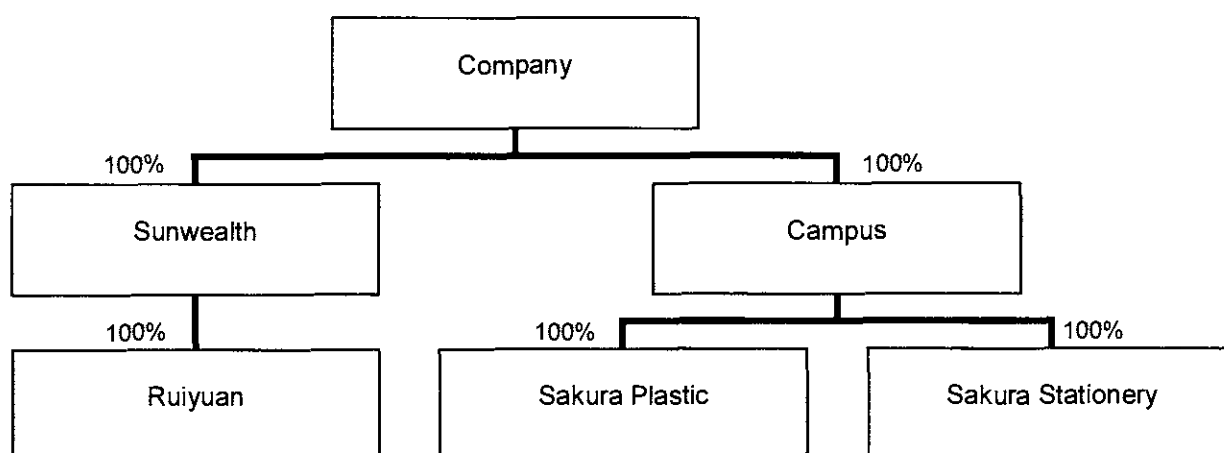 Company
100% 100%
Sunwealth Campus
100% 100% 100%
Ruiyuan Sakura Plastic Sakura Stationery